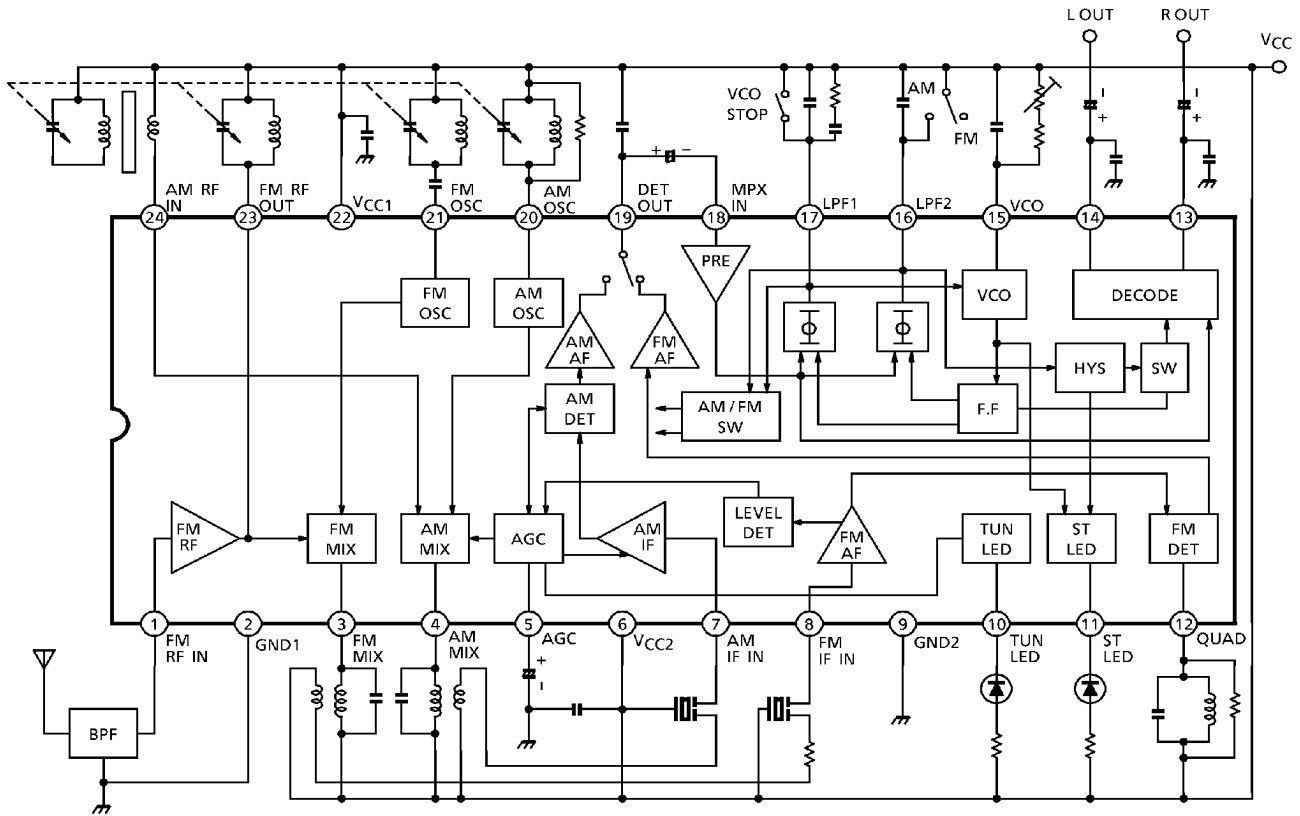 L OUT
R OUT
VCC
VCO
STOP
AM
FM
+
−
−
+
−
+
AM RF
IN
FM RF
OUT
VCC1
FM
OSC
AM
OSC
DET
OUT
MPX
IN
LPF1
LPF2
VCO
24
23
22
21
20
19
18
17
16
15
14
13
PRE
FM
OSC
AM
OSC
VCO
DECODE
AM
AF
FM
AF
HYS
SW
AM
DET
AM / FM
SW
F.F
FM
RF
FM
MIX
AM
MIX
AGC
AM
IF
LEVEL
DET
FM
AF
TUN
LED
ST
LED
FM
DET
1
2
3
4
5
6
7
8
9
10
11
12
FM
RF IN
GND1
FM
MIX
AM
MIX
AGC
VCC2
AM
IF IN
FM
IF IN
GND2
TUN
LED
ST
LED
QUAD
+
−
BPF